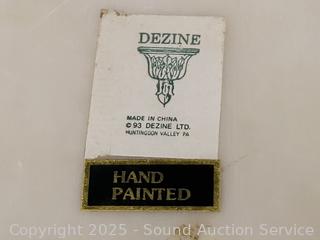 DEZINE
MADE IN CHINA
© 93 DEZINE LTD.
HUNTINGDON VALLEY PA
HAND
PAINTED
Copyright © 2025 - Sound Auction Service